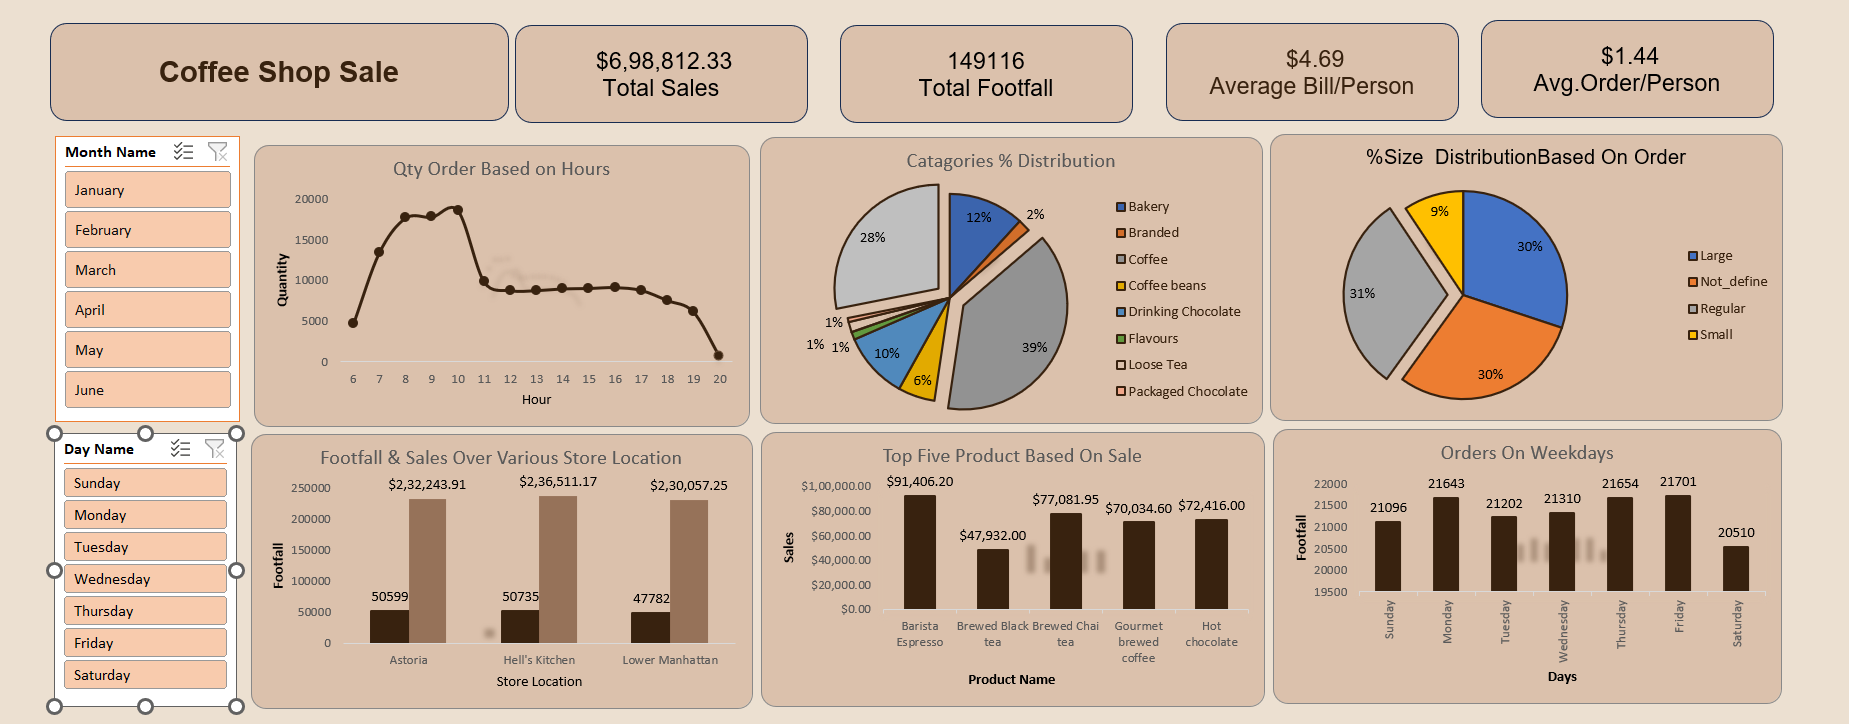 Coffee Shop Sale
$6,98,812.33
Total Sales
149116
Total Footfall
$4.69
Average Bill/Person
$1.44
Avg.Order/Person
Month Name
January
February
March
April
May
June
Day Name
Sunday
Monday
Tuesday
Wednesday
Thursday
Friday
Saturday
Qty Order Based on Hours
Quantity
20000
15000
10000
5000
0
6 7 8 9 10 11 12 13 14 15 16 17 18 19 20
Hour
Catagories % Distribution
12%
2%
39%
6%
10%
1%
1%
1%
28%
Bakery
Branded
Coffee
Coffee beans
Drinking Chocolate
Flavours
Loose Tea
Packaged Chocolate
%Size DistributionBased On Order
30%
30%
31%
9%
Large
Not_define
Regular
Small
Footfall & Sales Over Various Store Location
Footfall
250000
200000
150000
100000
50000
0
$2,32,243.91
$2,36,511.17
$2,30,057.25
50599
50735
47782
Astoria
Hell's Kitchen
Lower Manhattan
Store Location
Top Five Product Based On Sale
Sales
$1,00,000.00
$80,000.00
$60,000.00
$40,000.00
$20,000.00
$0.00
$91,406.20
$47,932.00
$77,081.95
$70,034.60
$72,416.00
Barista
Espresso
Brewed Black
tea
Brewed Chai
tea
Gourmet
brewed
coffee
Hot
chocolate
Product Name
Orders On Weekdays
Footfall
22000
21500
21000
20500
20000
19500
21096
21643
21202
21310
21654
21701
20510
Sunday
Monday
Tuesday
Wednesday
Thursday
Friday
Saturday
Days